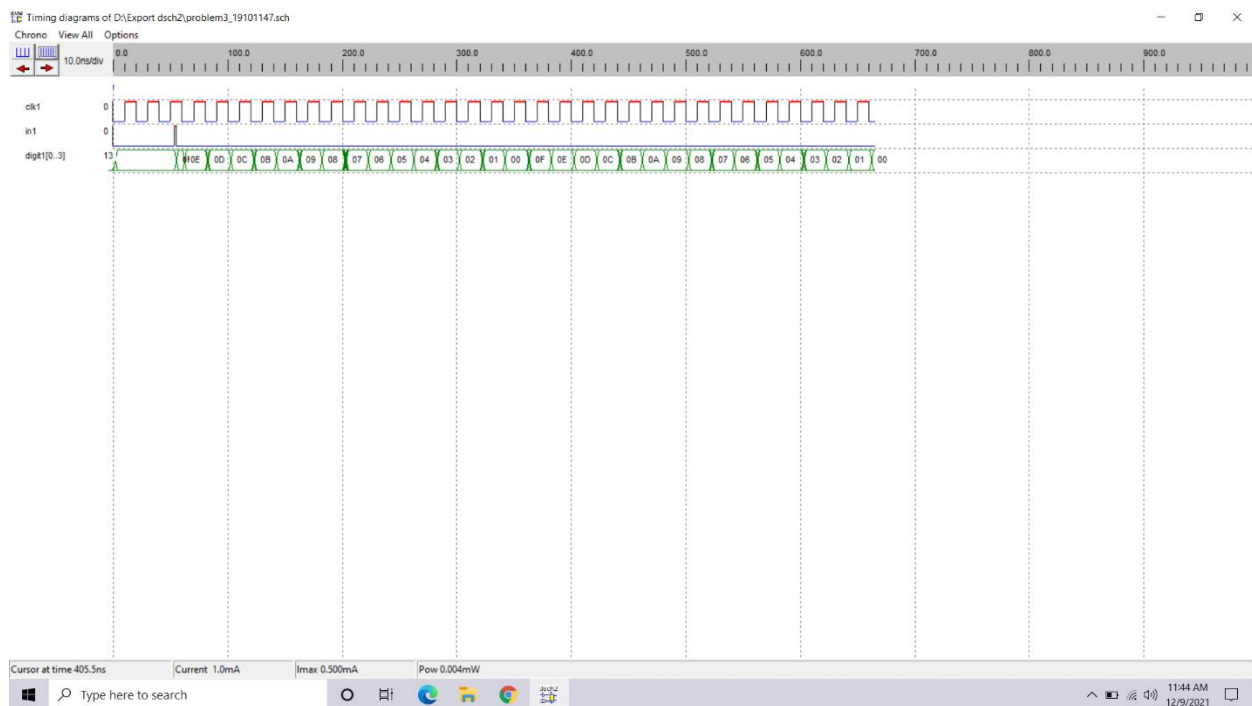 Timing diagrams of D:\Export dsch2\problem3_19101147.sch
Chrono View All Options
10.0ns/div 0.0 100.0 200.0 300.0 400.0 500.0 600.0 700.0 800.0 900.0
clk1 0
in1 0
digit1[0..3] 13 0E 0D 0C 0B 0A 09 08 07 06 05 04 03 02 01 00 0F 0E 0D 0C 0B 0A 09 08 07 06 05 04 03 02 01 00
Cursor at time 405.5ns Current 1.0mA Imax 0.500mA Pow 0.004mW
Type here to search
dsch2
11:44 AM
12/9/2021